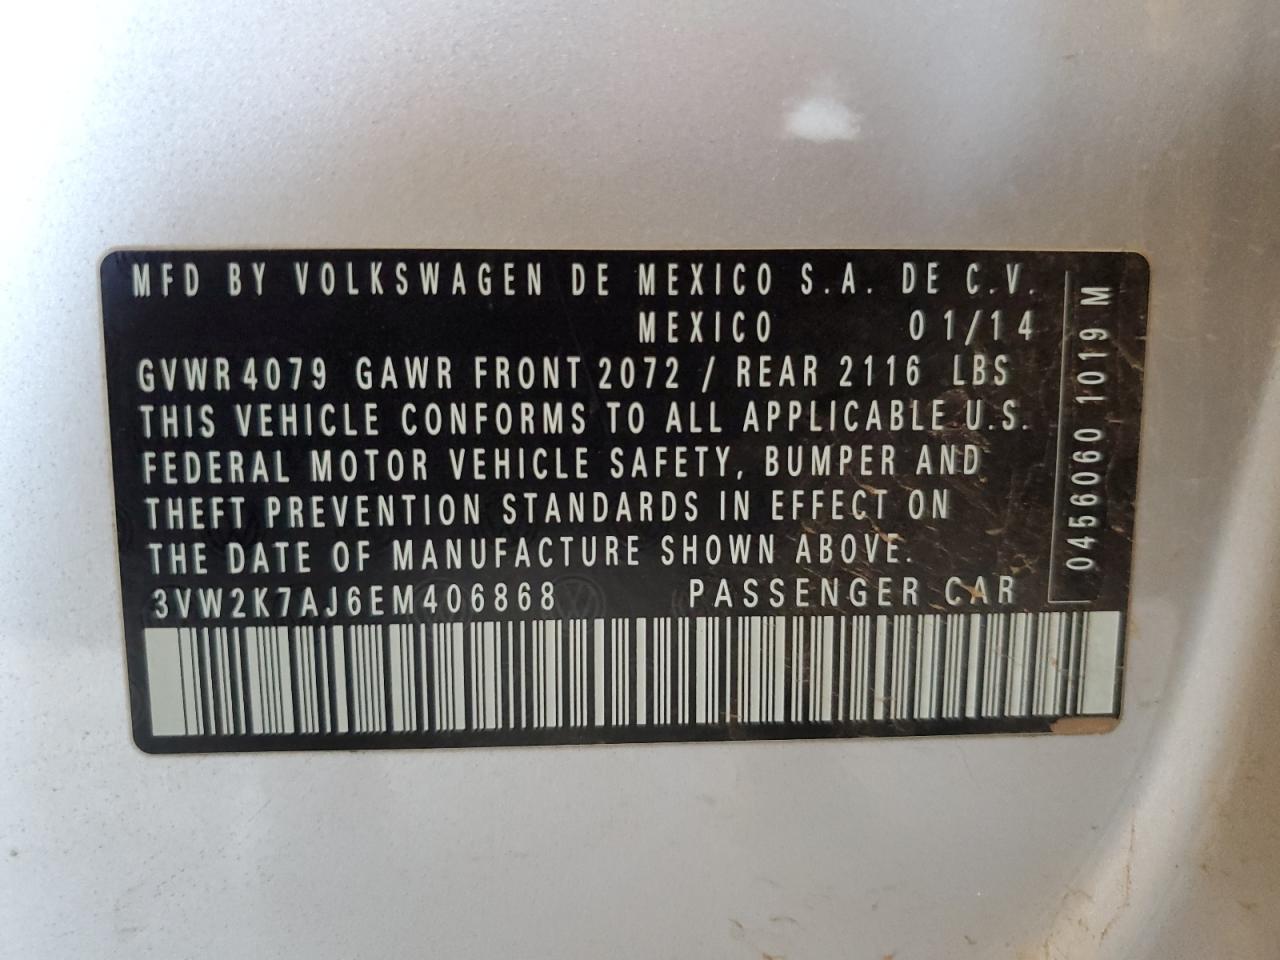 MFD BY VOLKSWAGEN DE MEXICO S.A. DE C.V.
MEXICO 01/14
GVWR 4079 GAWR FRONT 2072 / REAR 2116 LBS
THIS VEHICLE CONFORMS TO ALL APPLICABLE U.S.
FEDERAL MOTOR VEHICLE SAFETY, BUMPER AND
THEFT PREVENTION STANDARDS IN EFFECT ON
THE DATE OF MANUFACTURE SHOWN ABOVE.
3VW2K7AJ6EM406868 PASSENGER CAR
0456060 1019 M